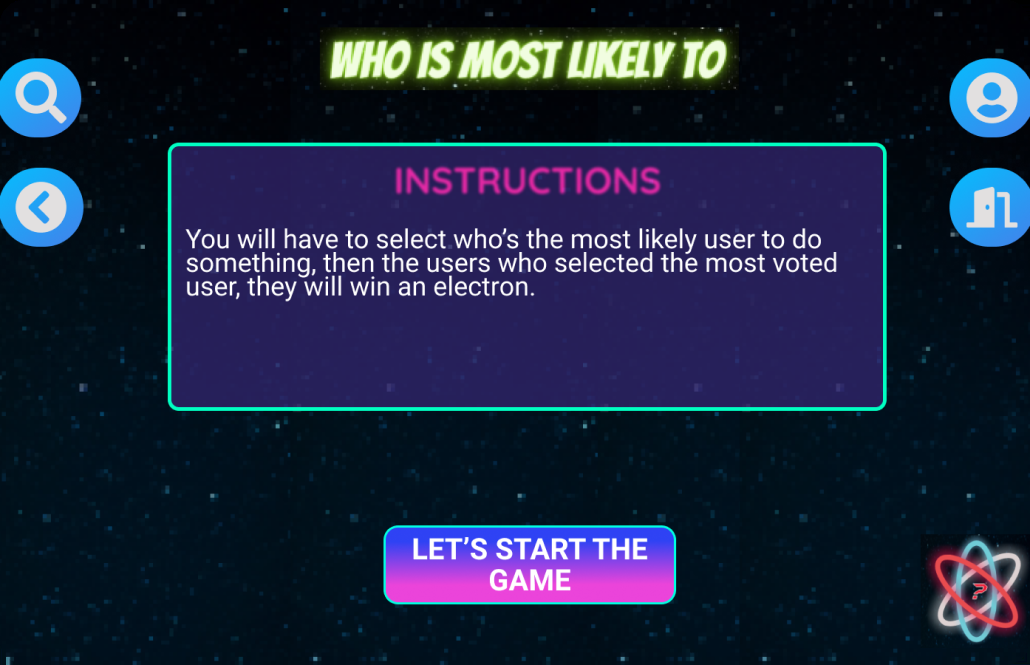 WHO IS MOST LIKELY TO
INSTRUCTIONS
You will have to select who’s the most likely user to do
something, then the users who selected the most voted
user, they will win an electron.
LET’S START THE
GAME
?